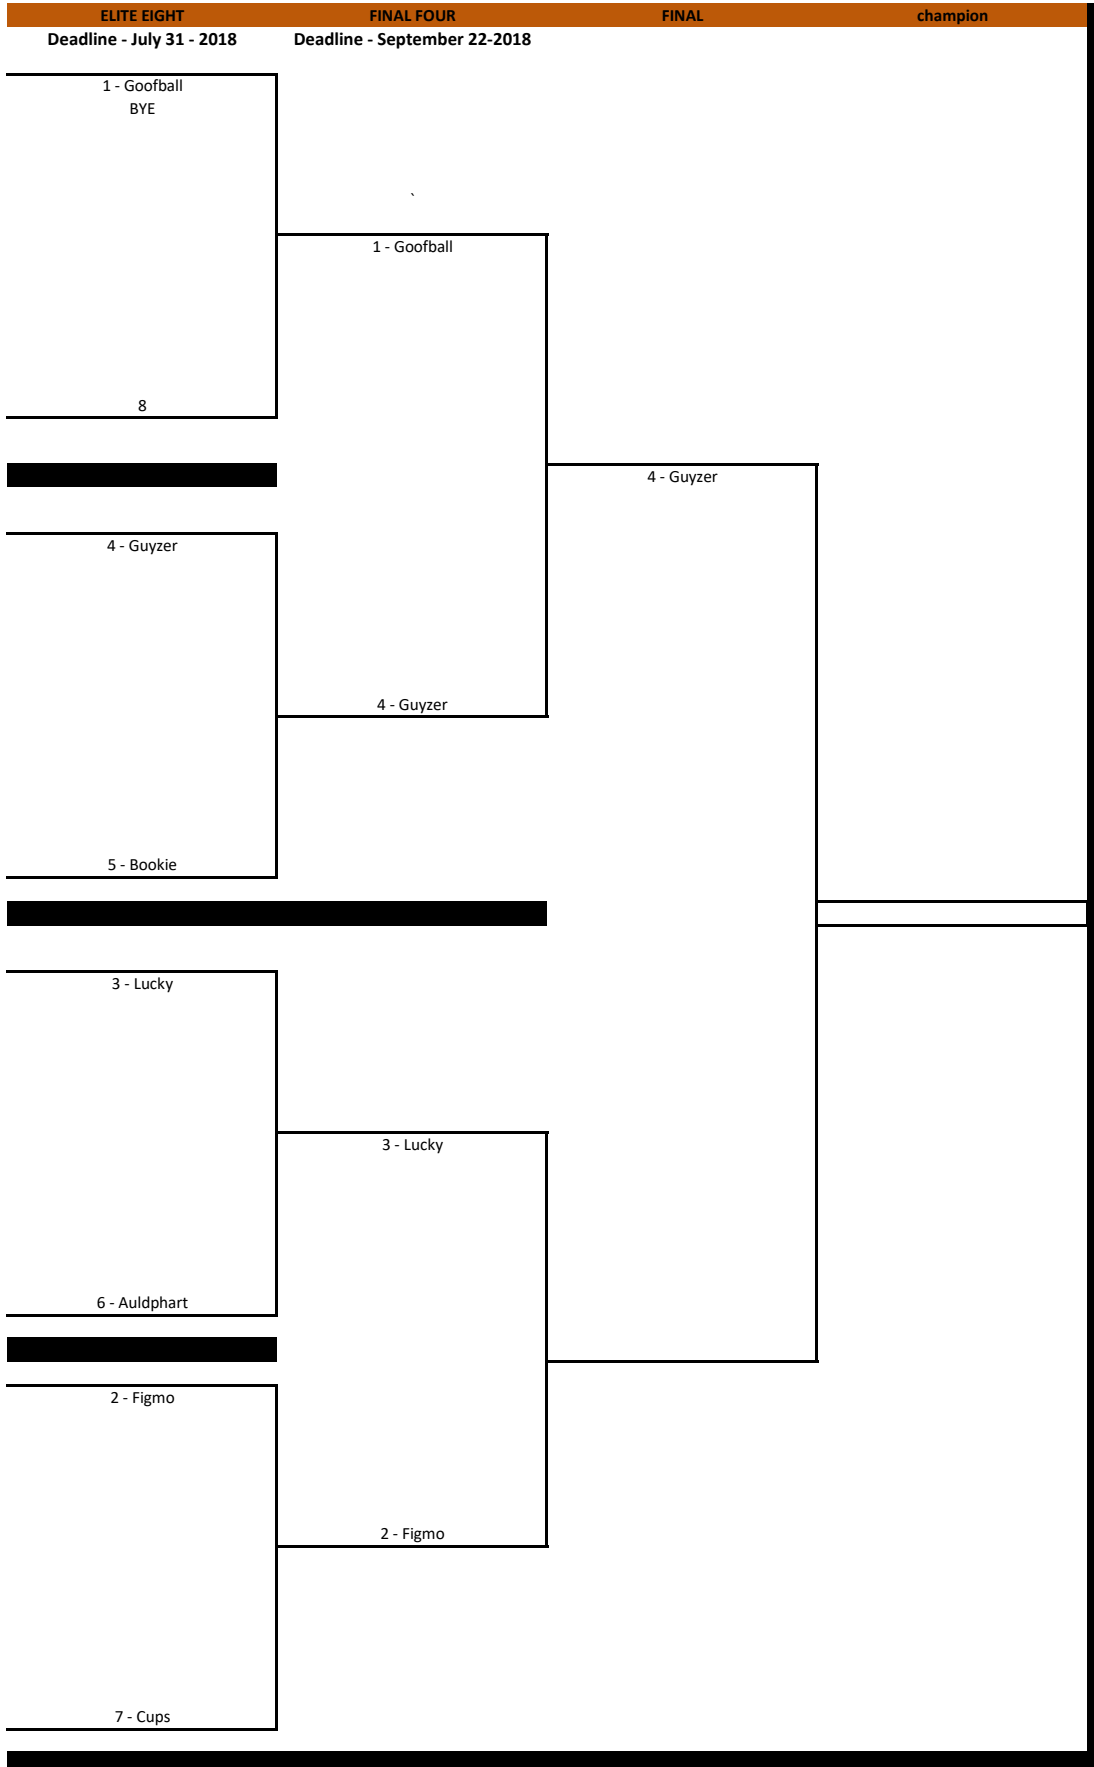 ELITE EIGHT FINAL FOUR FINAL champion
Deadline - July 31 - 2018 Deadline - September 22-2018
1 - Goofball
BYE
`
1 - Goofball
8
4 - Guyzer
4 - Guyzer
4 - Guyzer
5 - Bookie
3 - Lucky
3 - Lucky
6 - Auldphart
2 - Figmo
2 - Figmo
7 - Cups